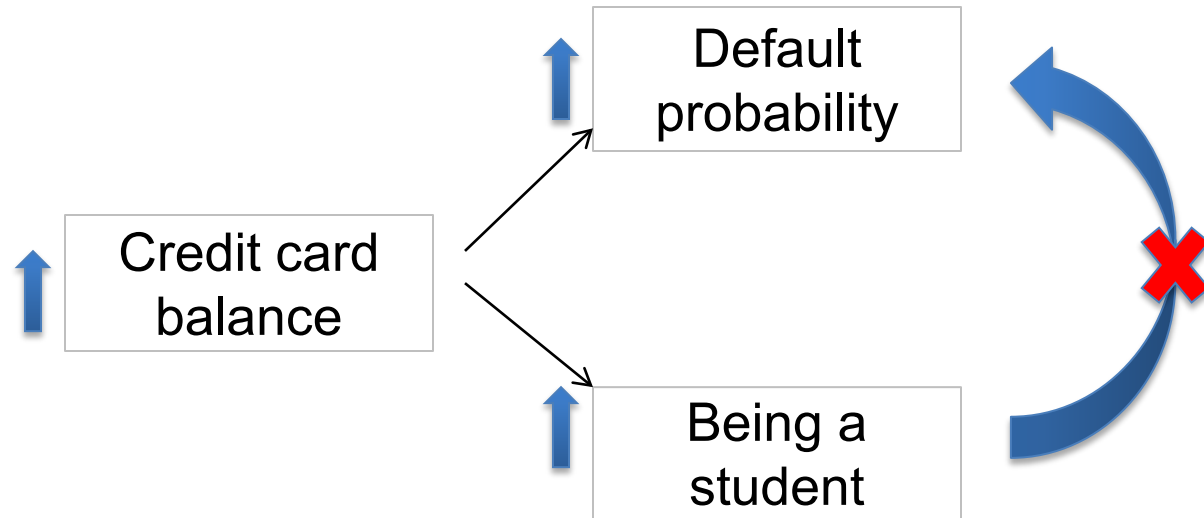 Default
probability
Credit card
balance
Being a
student